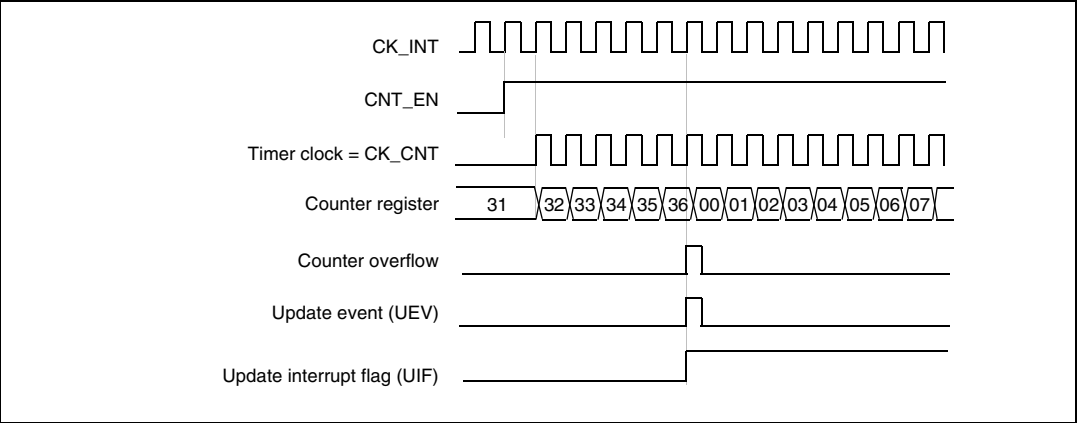 CK_INT
CNT_EN
Timer clock = CK_CNT
Counter register 31 32 33 34 35 36 00 01 02 03 04 05 06 07
Counter overflow
Update event (UEV)
Update interrupt flag (UIF)